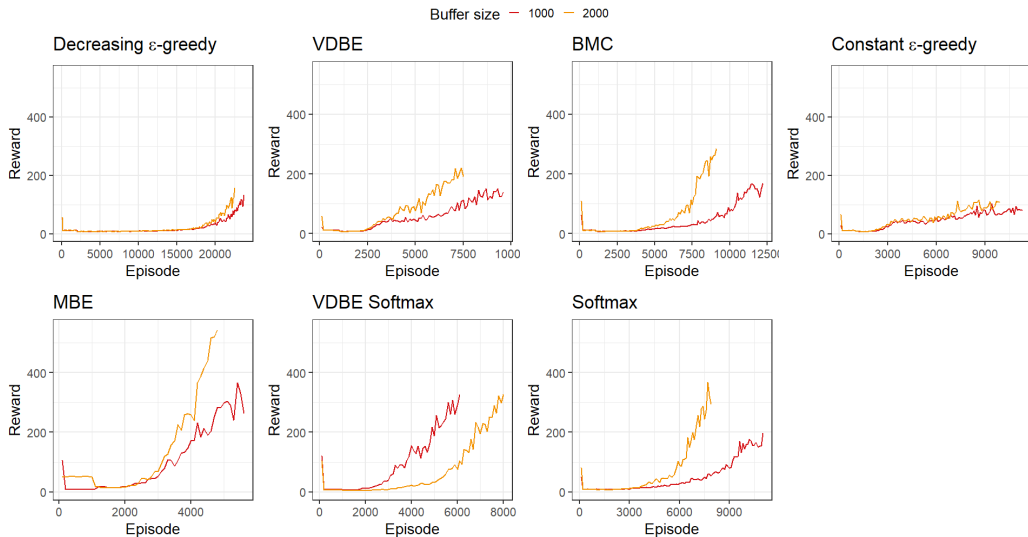 Buffer size 1000 2000
Decreasing ε-greedy VDBE BMC Constant ε-greedy
Reward
400
200
0
0 5000 10000 15000 20000
Episode
Reward
400
200
0
0 2500 5000 7500 1000
Episode
Reward
400
200
0
0 2500 5000 7500 10000 1250
Episode
Reward
400
200
0
0 3000 6000 9000
Episode
MBE VDBE Softmax Softmax
Reward
400
200
0
0 2000 4000
Episode
Reward
400
200
0
0 2000 4000 6000 8000
Episode
Reward
400
200
0
0 3000 6000 9000
Episode